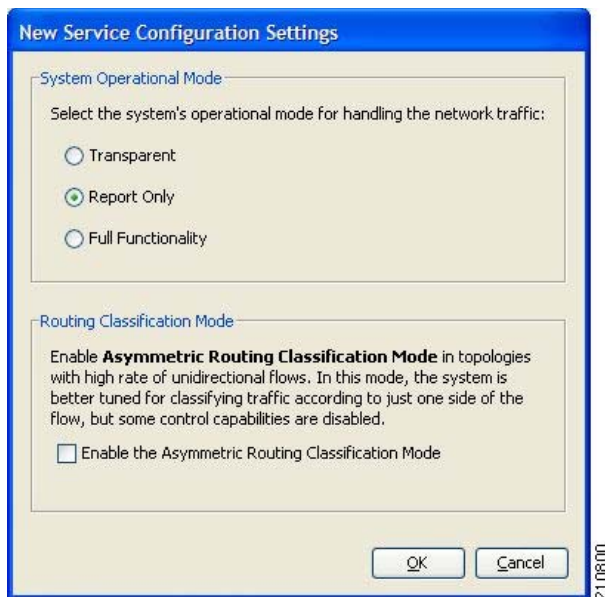 New Service Configuration Settings
System Operational Mode
Select the system's operational mode for handling the network traffic:
Transparent
Report Only
Full Functionality
Routing Classification Mode
Enable Asymmetric Routing Classification Mode in topologies
with high rate of unidirectional flows. In this mode, the system is
better tuned for classifying traffic according to just one side of the
flow, but some control capabilities are disabled.
Enable the Asymmetric Routing Classification Mode
OK
Cancel
210800